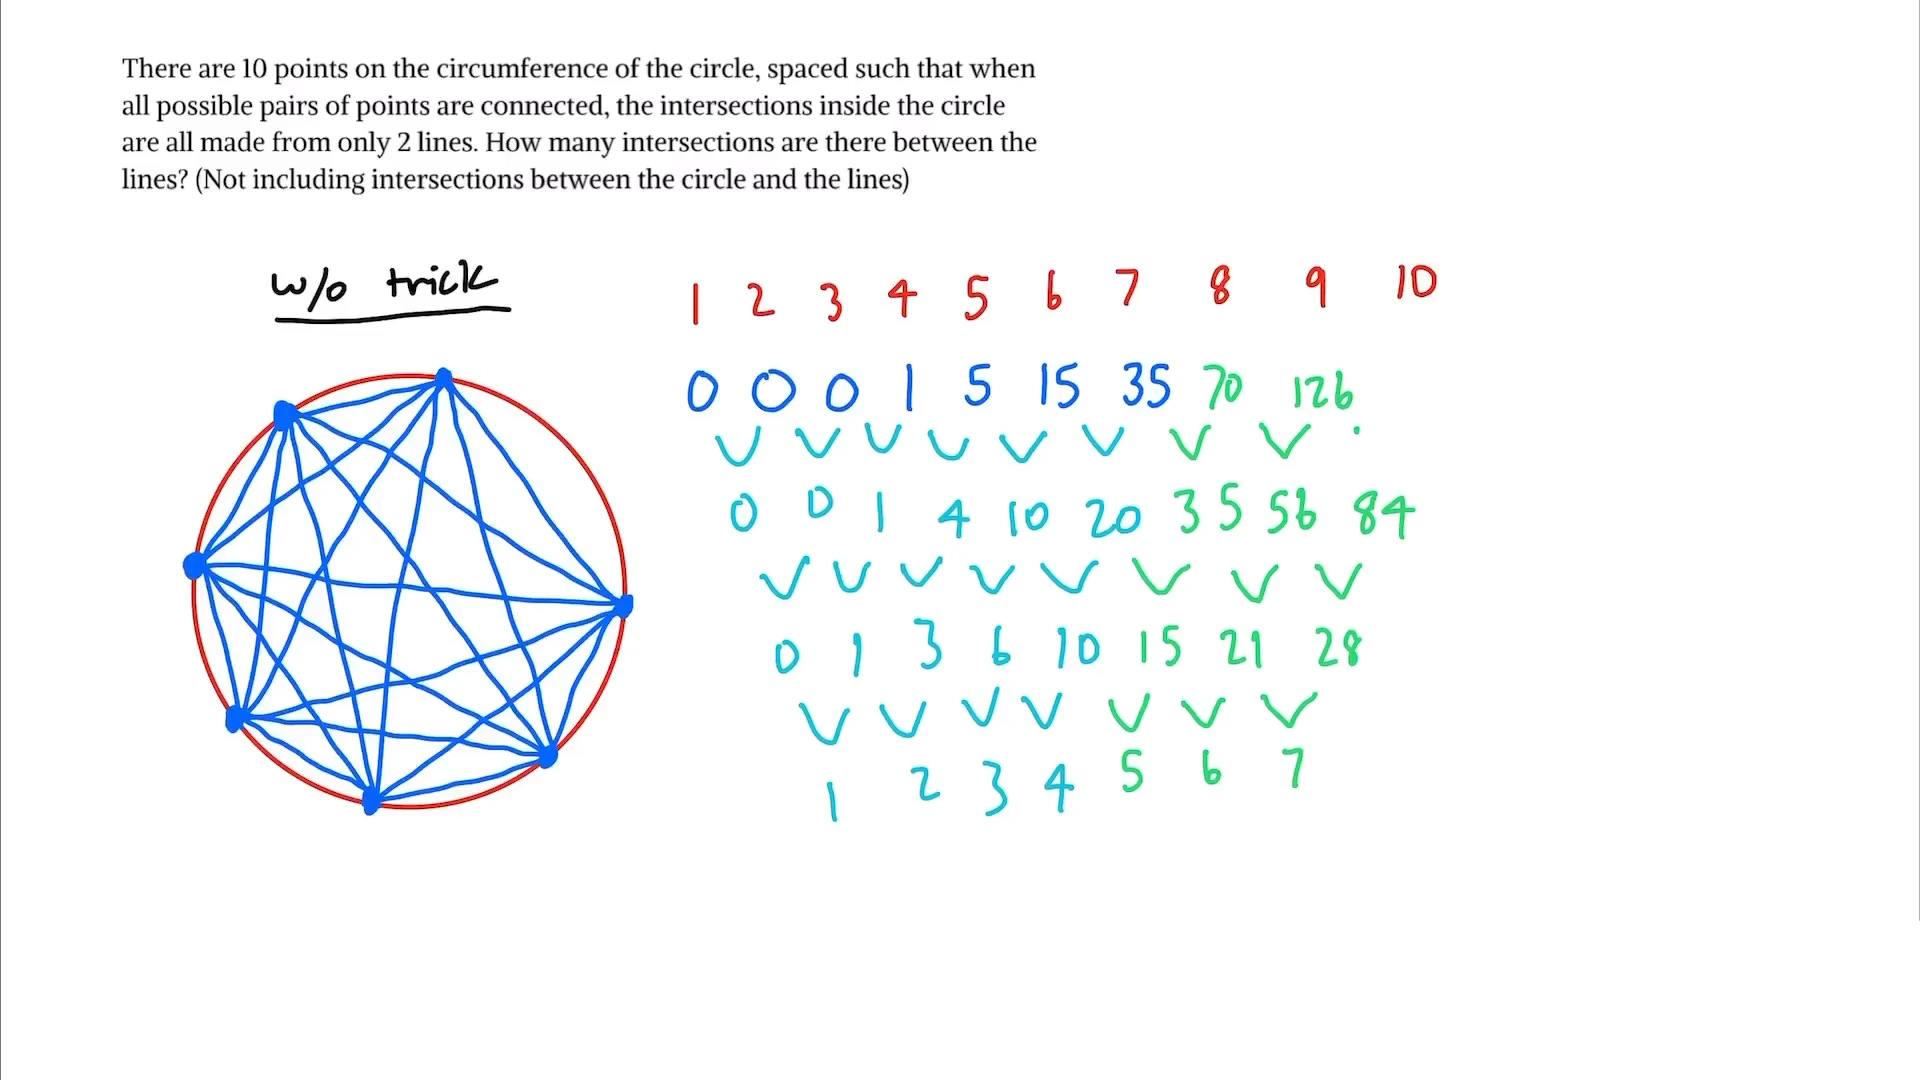 There are 10 points on the circumference of the circle, spaced such that when
all possible pairs of points are connected, the intersections inside the circle
are all made from only 2 lines. How many intersections are there between the
lines? (Not including intersections between the circle and the lines)
w/o trick
1 2 3 4 5 6 7 8 9 10
0 0 0 1 5 15 35 70 126
0 0 1 4 10 20 35 56 84
0 1 3 6 10 15 21 28
1 2 3 4 5 6 7